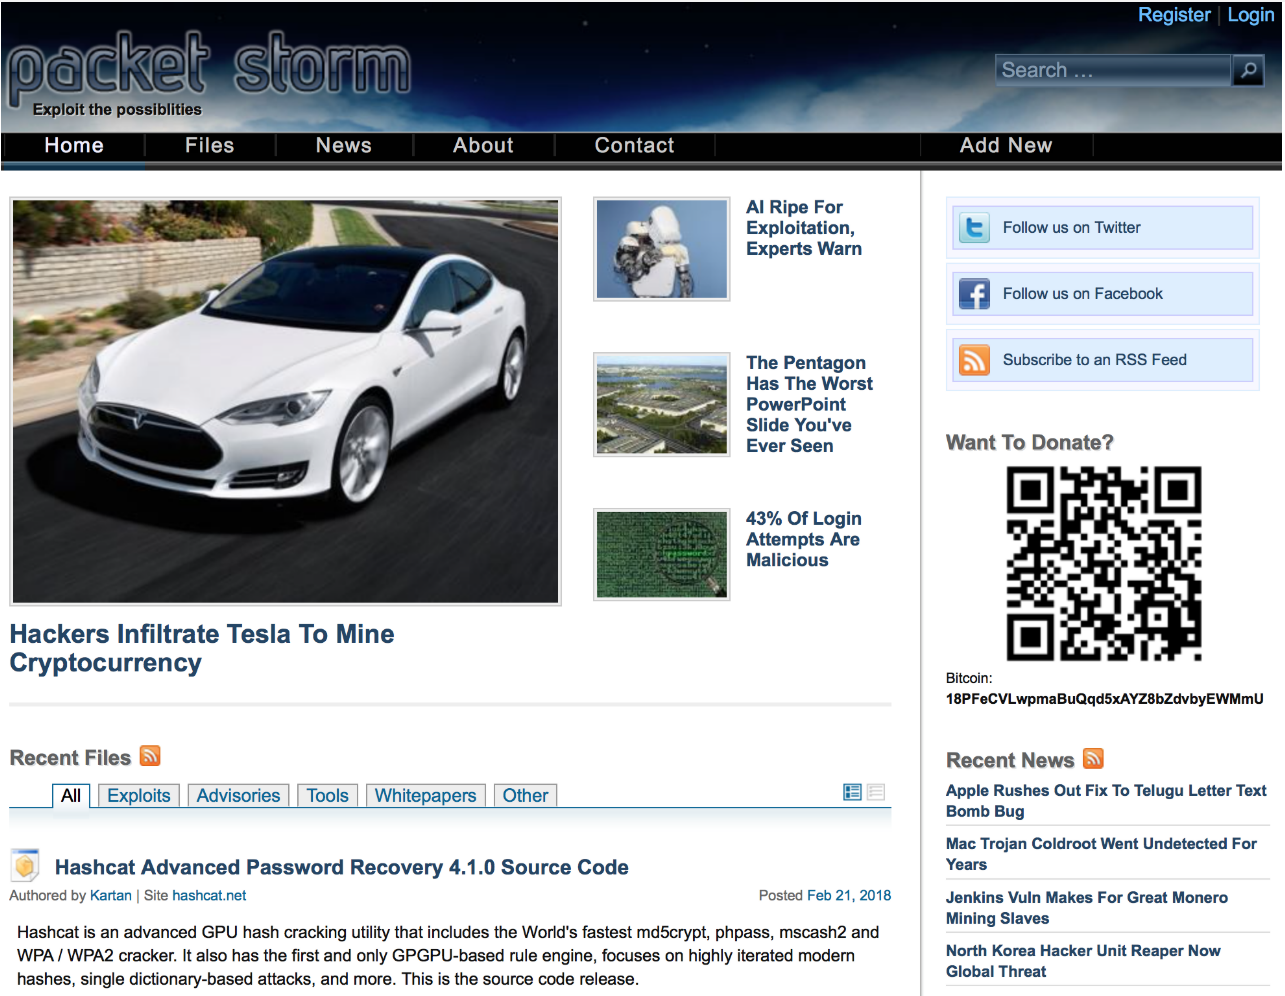 Register | Login
packet storm
Exploit the possiblities
Search ...
Home
Files
News
About
Contact
Add New
Hackers Infiltrate Tesla To Mine
Cryptocurrency
AI Ripe For
Exploitation,
Experts Warn
The Pentagon
Has The Worst
PowerPoint
Slide You've
Ever Seen
password
43% Of Login
Attempts Are
Malicious
Follow us on Twitter
Follow us on Facebook
Subscribe to an RSS Feed
Want To Donate?
Bitcoin:
18PFeCVLwpmaBuQqd5xAYZ8bZdvbyEWMmU
Recent Files
All
Exploits
Advisories
Tools
Whitepapers
Other
Hashcat Advanced Password Recovery 4.1.0 Source Code
Authored by Kartan | Site hashcat.net
Posted Feb 21, 2018
Hashcat is an advanced GPU hash cracking utility that includes the World's fastest md5crypt, phpass, mscash2 and
WPA / WPA2 cracker. It also has the first and only GPGPU-based rule engine, focuses on highly iterated modern
hashes, single dictionary-based attacks, and more. This is the source code release.
Recent News
Apple Rushes Out Fix To Telugu Letter Text
Bomb Bug
Mac Trojan Coldroot Went Undetected For
Years
Jenkins Vuln Makes For Great Monero
Mining Slaves
North Korea Hacker Unit Reaper Now
Global Threat